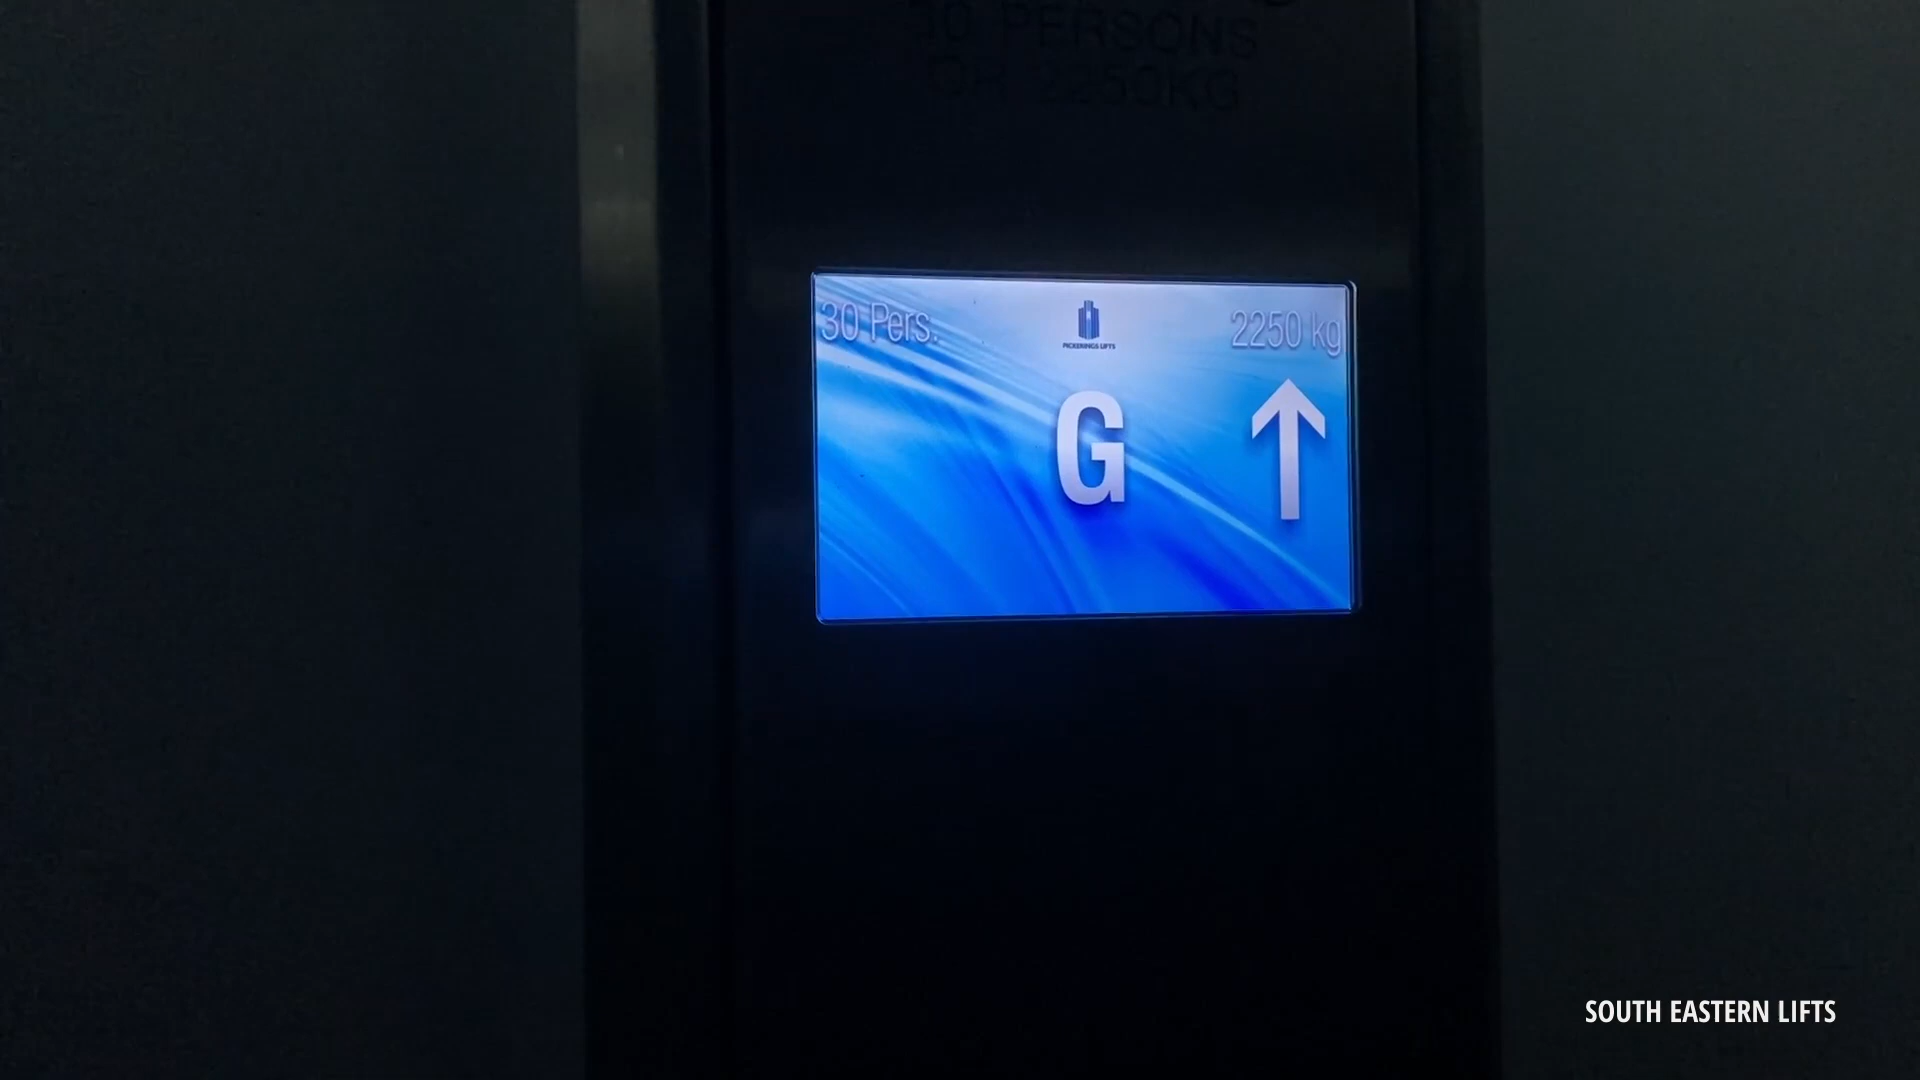 30 PERSONS
OR 2250KG
30 Pers.
PICKERINGS LIFTS
2250 kg
G
SOUTH EASTERN LIFTS